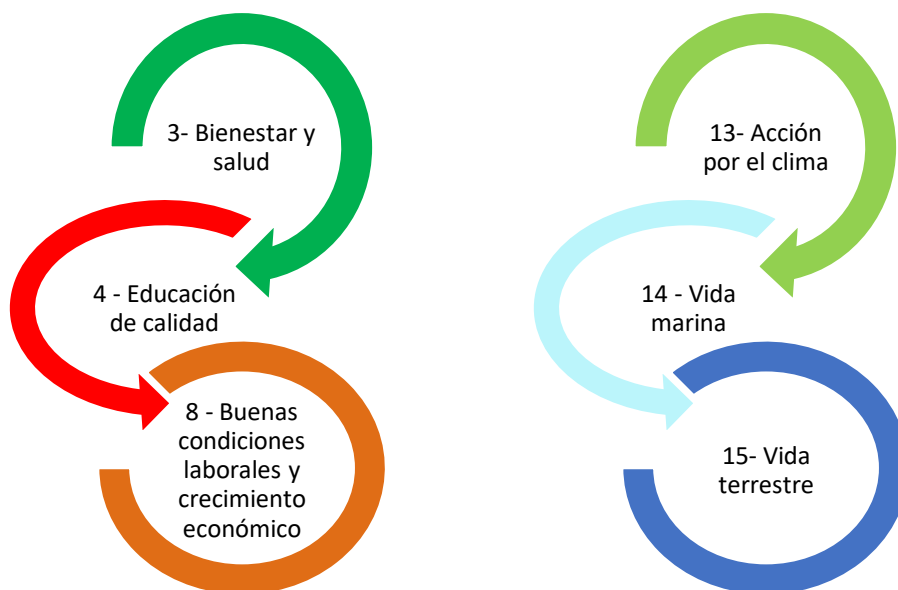 3- Bienestar y
salud
4 - Educación
de calidad
8 - Buenas
condiciones
laborales y
crecimiento
económico
13- Acción
por el clima
14 - Vida
marina
15- Vida
terrestre